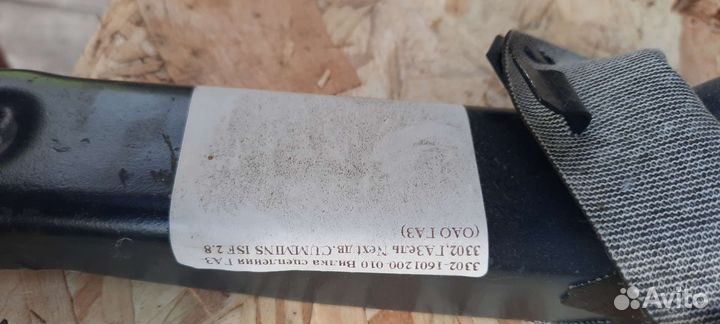 3302-1601200-010 Вилка сцепления ГАЗ
3302,ГАЗель Next дв.CUMMINS ISF 2.8
(ОАО ГАЗ)
Avito